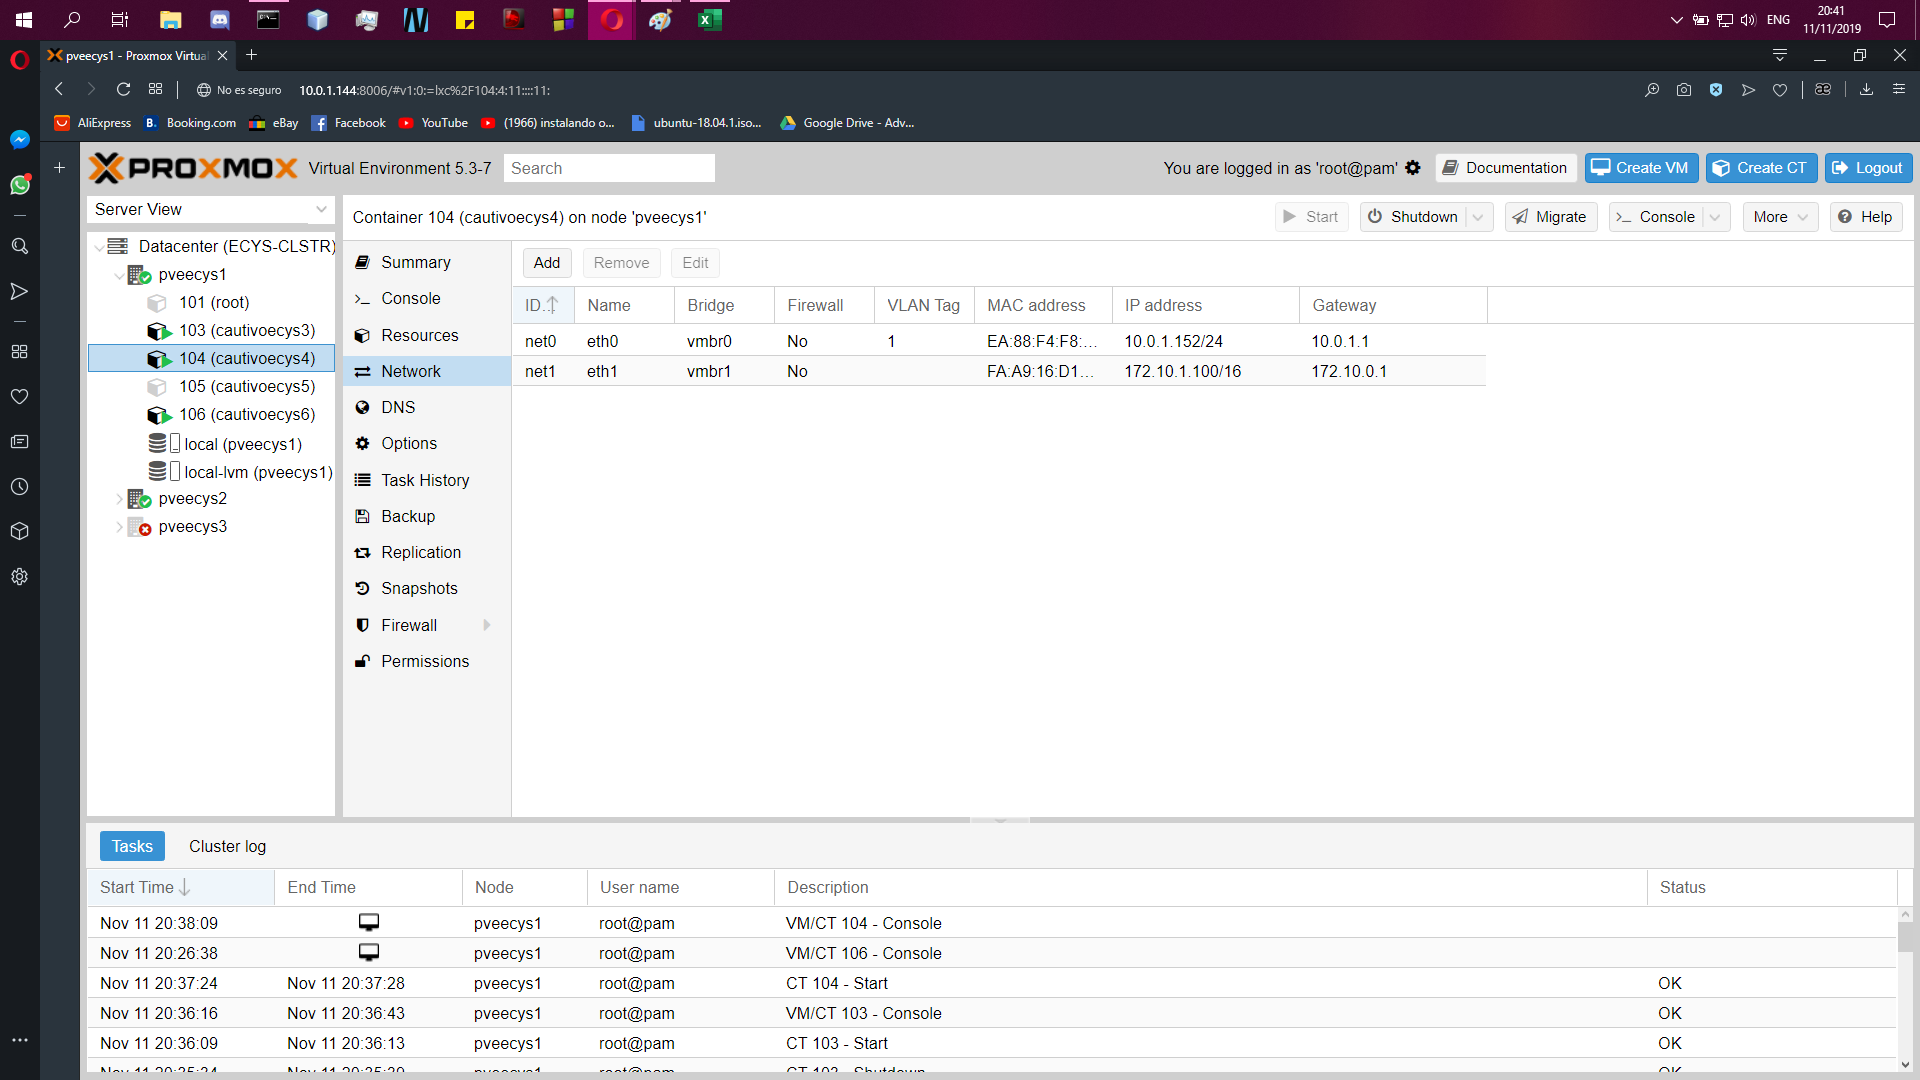 ENG
20:41
11/11/2019
pveecys1 - Proxmox Virtual
No es seguro
10.0.1.144:8006/#v1:0:=lxc%2F104:4:11::::11:
AliExpress
B. Booking.com
eBay
Facebook
YouTube
(1966) instalando o...
ubuntu-18.04.1.iso...
Google Drive - Adv...
PROXMOX
Virtual Environment 5.3-7
Search
You are logged in as 'root@pam'
Documentation
Create VM
Create CT
Logout
Server View
Container 104 (cautivoecys4) on node 'pveecys1'
Start
Shutdown
Migrate
Console
More
Help
Datacenter (ECYS-CLSTR)
pveecys1
101 (root)
103 (cautivoecys3)
104 (cautivoecys4)
105 (cautivoecys5)
106 (cautivoecys6)
local (pveecys1)
local-lvm (pveecys1)
pveecys2
pveecys3
Summary
Console
Resources
Network
DNS
Options
Task History
Backup
Replication
Snapshots
Firewall
Permissions
Add
Remove
Edit
ID... Name Bridge Firewall VLAN Tag MAC address IP address Gateway
net0 eth0 vmbr0 No 1 EA:88:F4:F8:... 10.0.1.152/24 10.0.1.1
net1 eth1 vmbr1 No FA:A9:16:D1... 172.10.1.100/16 172.10.0.1
Tasks
Cluster log
Start Time End Time Node User name Description Status
Nov 11 20:38:09 pveecys1 root@pam VM/CT 104 - Console
Nov 11 20:26:38 pveecys1 root@pam VM/CT 106 - Console
Nov 11 20:37:24 Nov 11 20:37:28 pveecys1 root@pam CT 104 - Start OK
Nov 11 20:36:16 Nov 11 20:36:43 pveecys1 root@pam VM/CT 103 - Console OK
Nov 11 20:36:09 Nov 11 20:36:13 pveecys1 root@pam CT 103 - Start OK